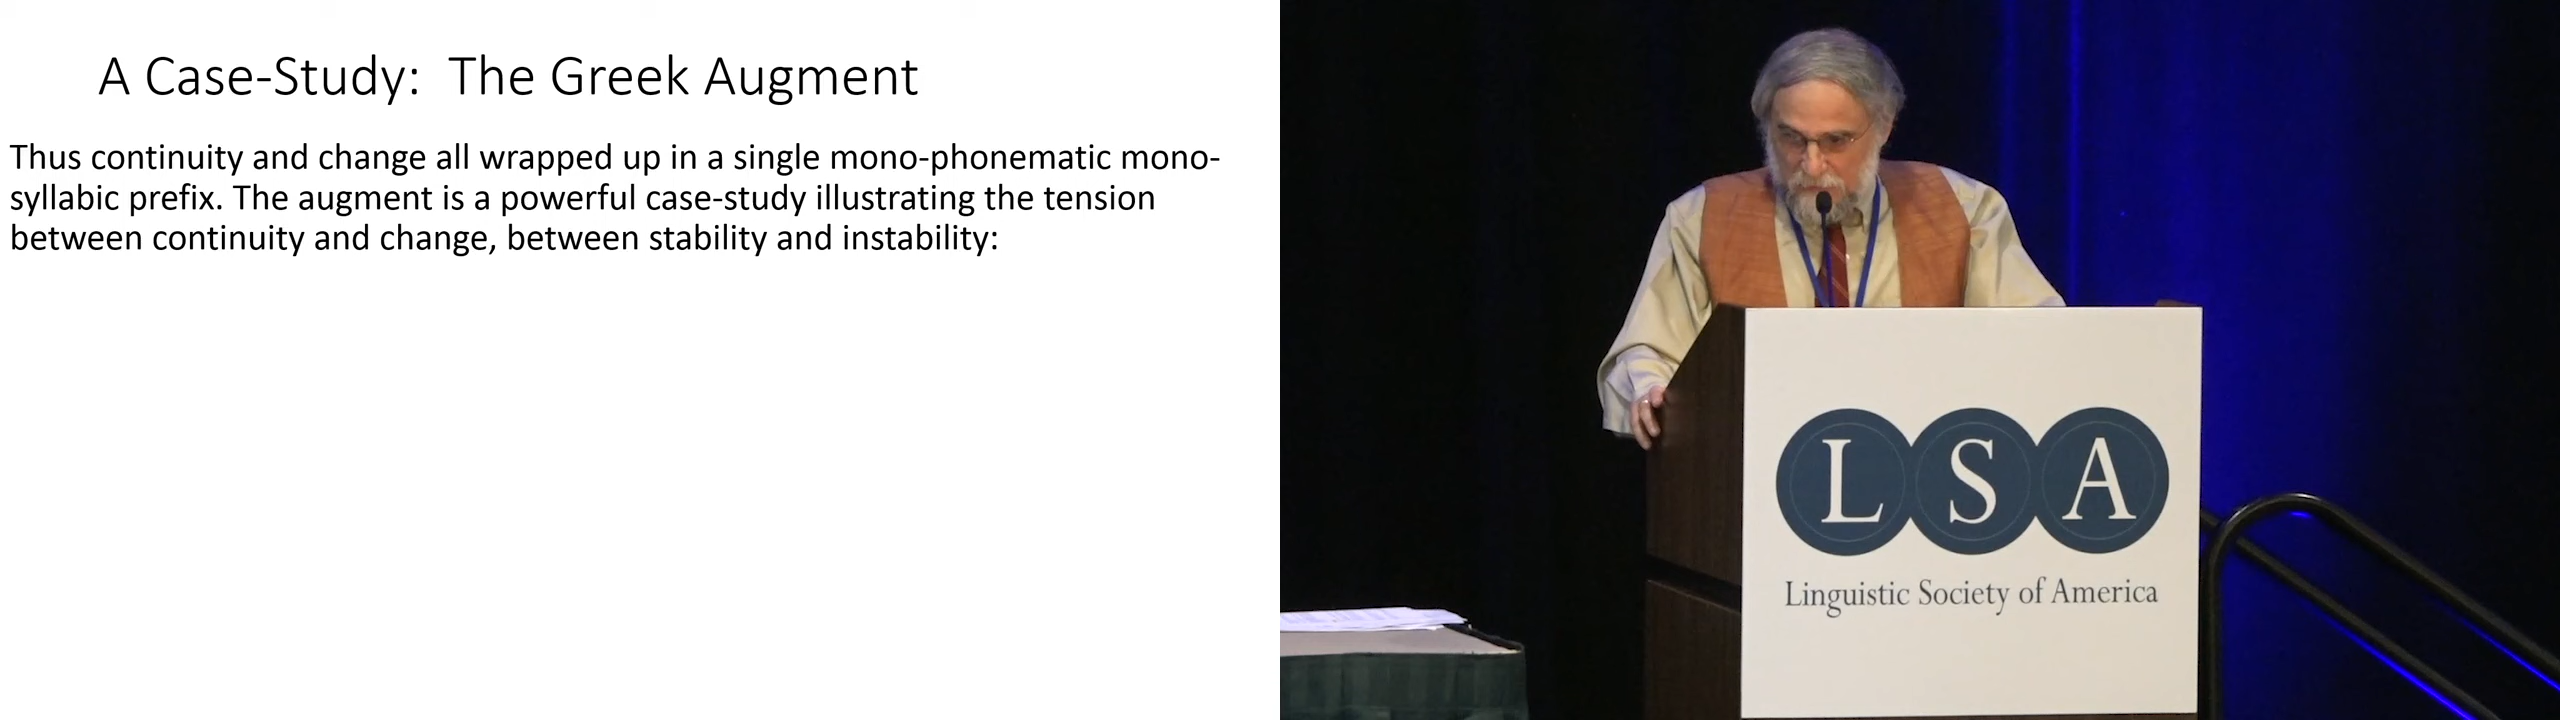 A Case-Study:  The Greek Augment
Thus continuity and change all wrapped up in a single mono-phonematic mono-
syllabic prefix. The augment is a powerful case-study illustrating the tension
between continuity and change, between stability and instability:
L S A
Linguistic Society of America